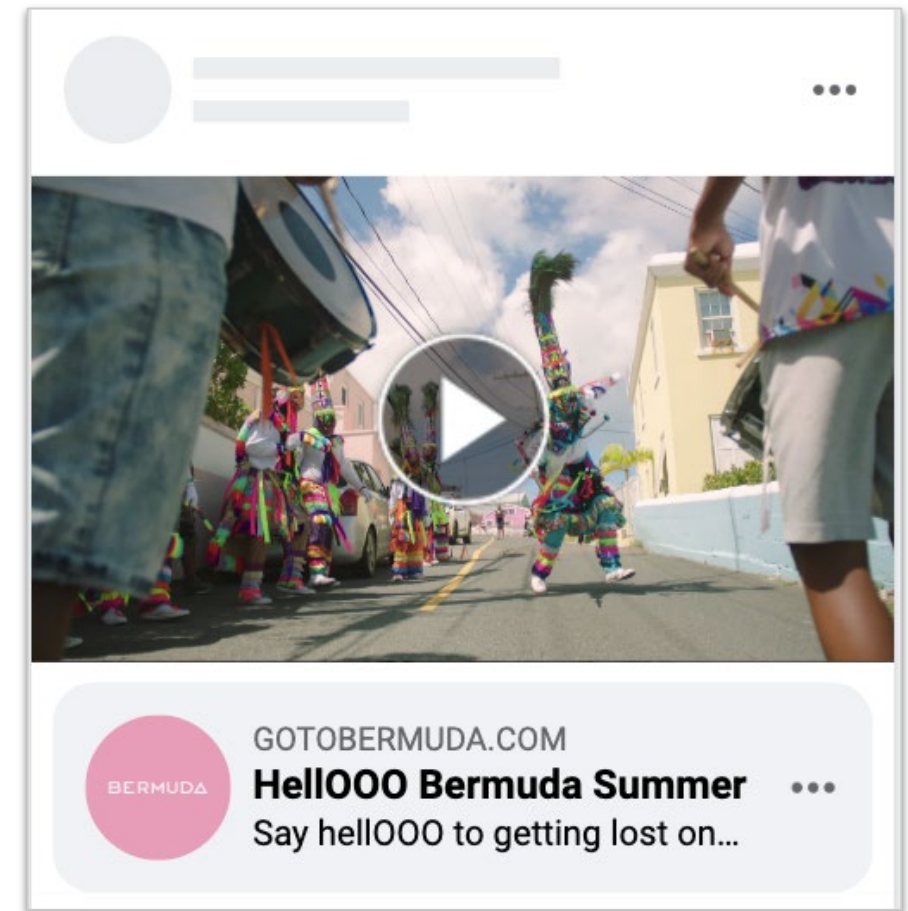 GOTOBERMUDA.COM
BERMUDA
HellOOO Bermuda Summer
Say hellOOO to getting lost on...